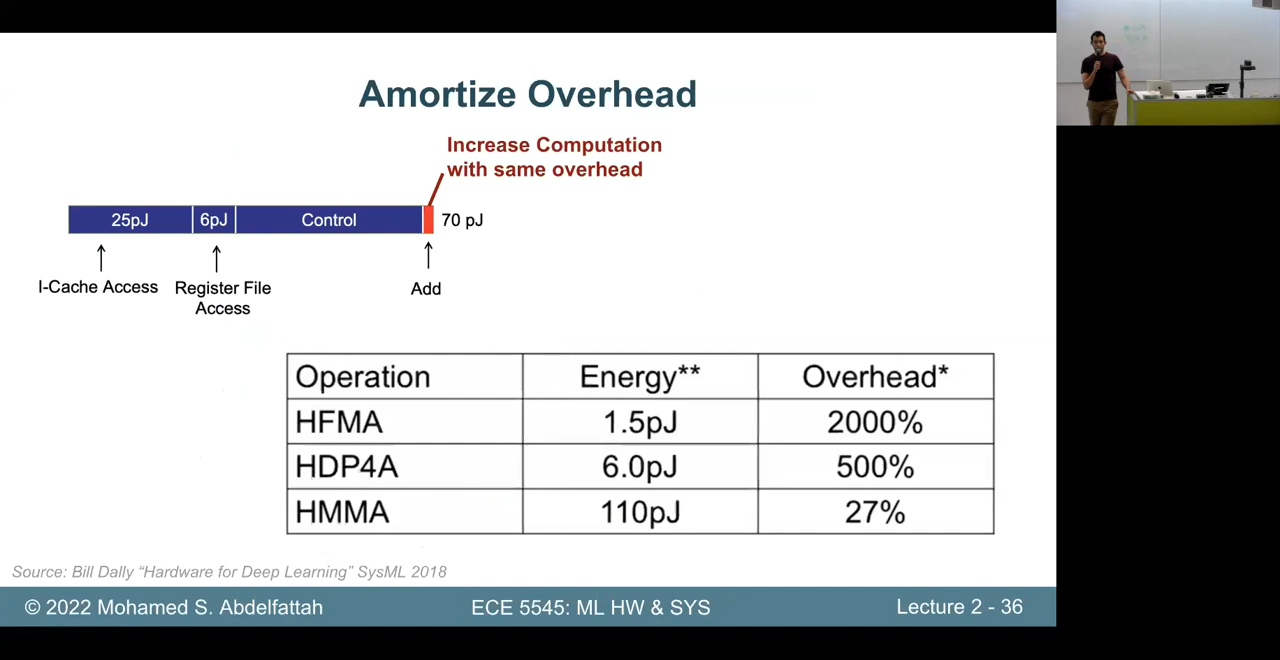 Amortize Overhead
Increase Computation
with same overhead
25pJ
6pJ
Control
70 pJ
I-Cache Access
Register File
Access
Add
Operation Energy** Overhead*
HFMA 1.5pJ 2000%
HDP4A 6.0pJ 500%
HMMA 110pJ 27%
Source: Bill Dally “Hardware for Deep Learning” SysML 2018
© 2022 Mohamed S. Abdelfattah
ECE 5545: ML HW & SYS
Lecture 2 - 36